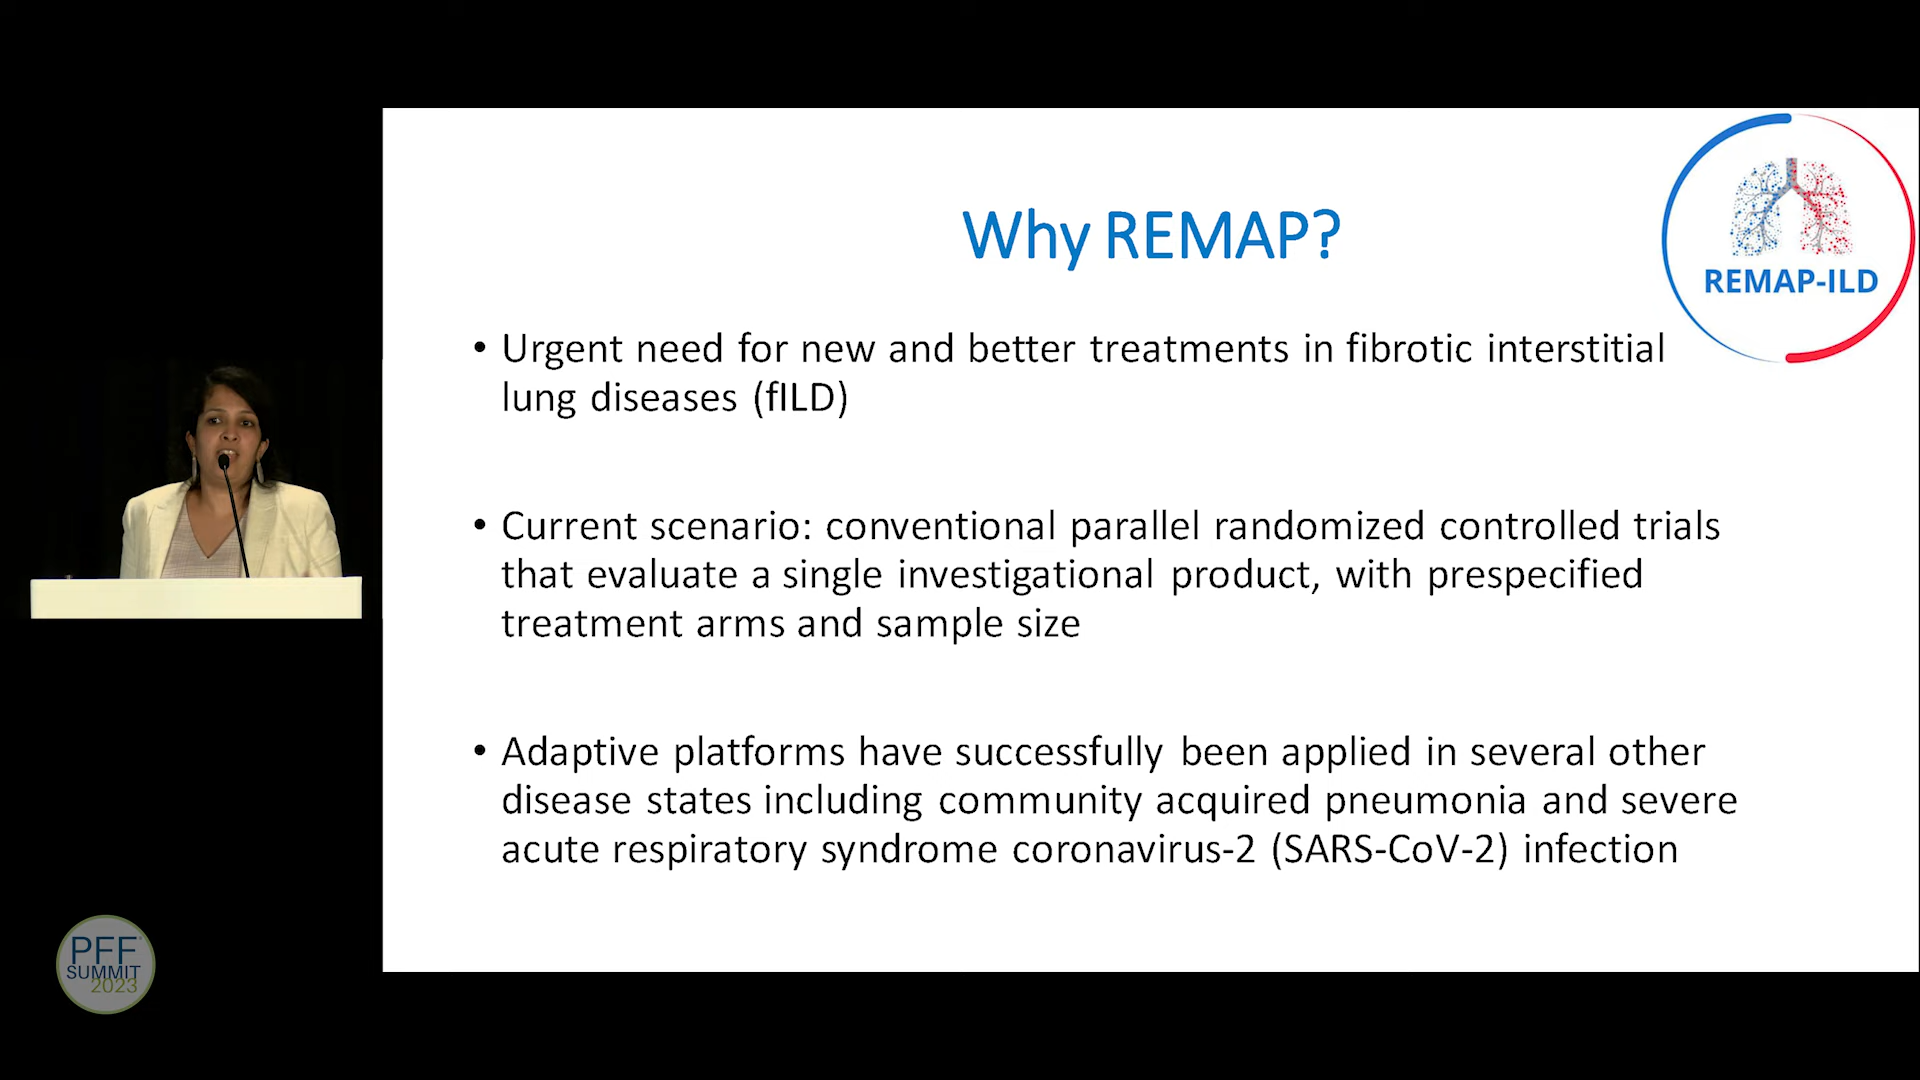 Why REMAP?
REMAP-ILD
• Urgent need for new and better treatments in fibrotic interstitial
lung diseases (fILD)
• Current scenario: conventional parallel randomized controlled trials
that evaluate a single investigational product, with prespecified
treatment arms and sample size
• Adaptive platforms have successfully been applied in several other
disease states including community acquired pneumonia and severe
acute respiratory syndrome coronavirus-2 (SARS-CoV-2) infection
PFF
SUMMIT
2023